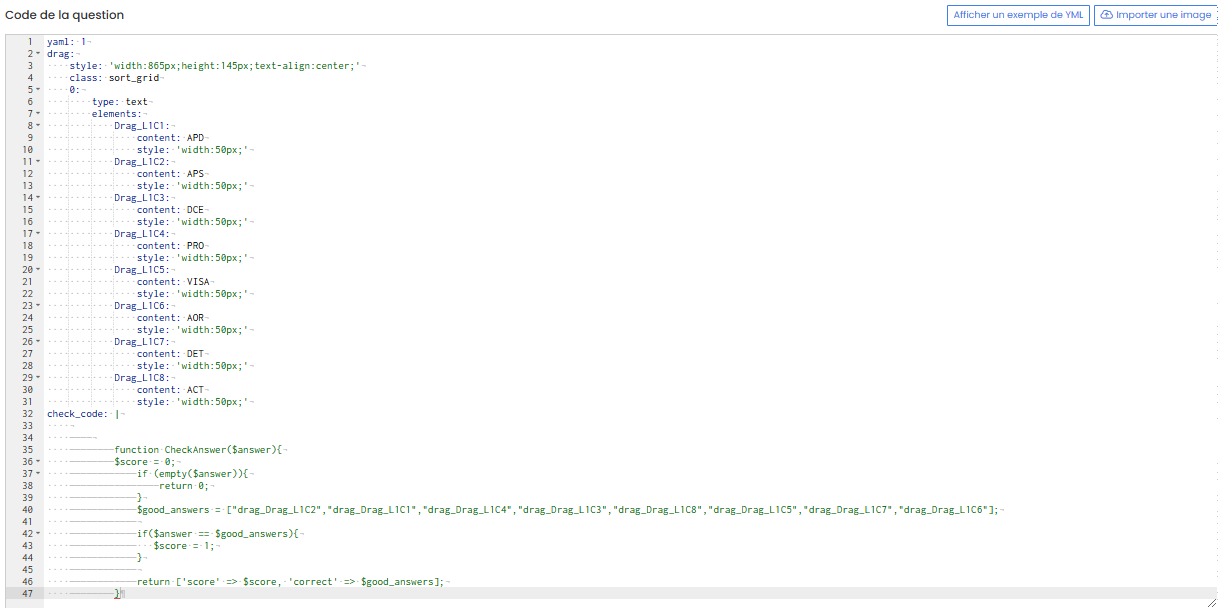 Code de la question
Afficher un exemple de YML
Importer une image
1 yaml: 1
2 drag:
3 style: 'width:865px;height:145px;text-align:center;'
4 class: sort_grid
5 0:
6 type: text
7 elements:
8 Drag_L1C1:
9 content: APD
10 style: 'width:50px;'
11 Drag_L1C2:
12 content: APS
13 style: 'width:50px;'
14 Drag_L1C3:
15 content: DCE
16 style: 'width:50px;'
17 Drag_L1C4:
18 content: PRO
19 style: 'width:50px;'
20 Drag_L1C5:
21 content: VISA
22 style: 'width:50px;'
23 Drag_L1C6:
24 content: AOR
25 style: 'width:50px;'
26 Drag_L1C7:
27 content: DET
28 style: 'width:50px;'
29 Drag_L1C8:
30 content: ACT
31 style: 'width:50px;'
32 check_code: |
33
34
35 function CheckAnswer($answer){
36 $score = 0;
37 if (empty($answer)){
38 return 0;
39 }
40 $good_answers = ["drag_Drag_L1C2","drag_Drag_L1C1","drag_Drag_L1C4","drag_Drag_L1C3","drag_Drag_L1C8","drag_Drag_L1C5","drag_Drag_L1C7","drag_Drag_L1C6"];
41
42 if($answer == $good_answers){
43 $score = 1;
44 }
45
46 return ['score' => $score, 'correct' => $good_answers];
47 }